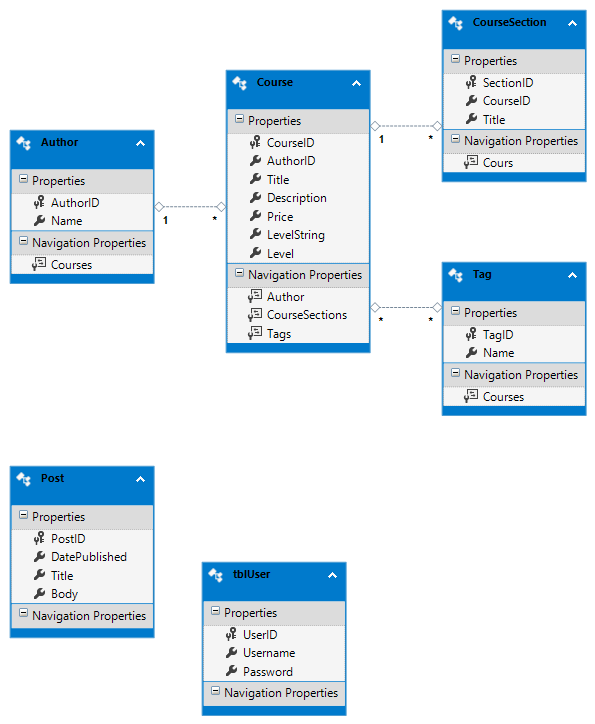 Author
Properties
AuthorID
Name
Navigation Properties
Courses
1
*
Course
Properties
CourseID
AuthorID
Title
Description
Price
LevelString
Level
Navigation Properties
Author
CourseSections
Tags
1
*
*
*
CourseSection
Properties
SectionID
CourseID
Title
Navigation Properties
Cours
Tag
Properties
TagID
Name
Navigation Properties
Courses
Post
Properties
PostID
DatePublished
Title
Body
Navigation Properties
tblUser
Properties
UserID
Username
Password
Navigation Properties